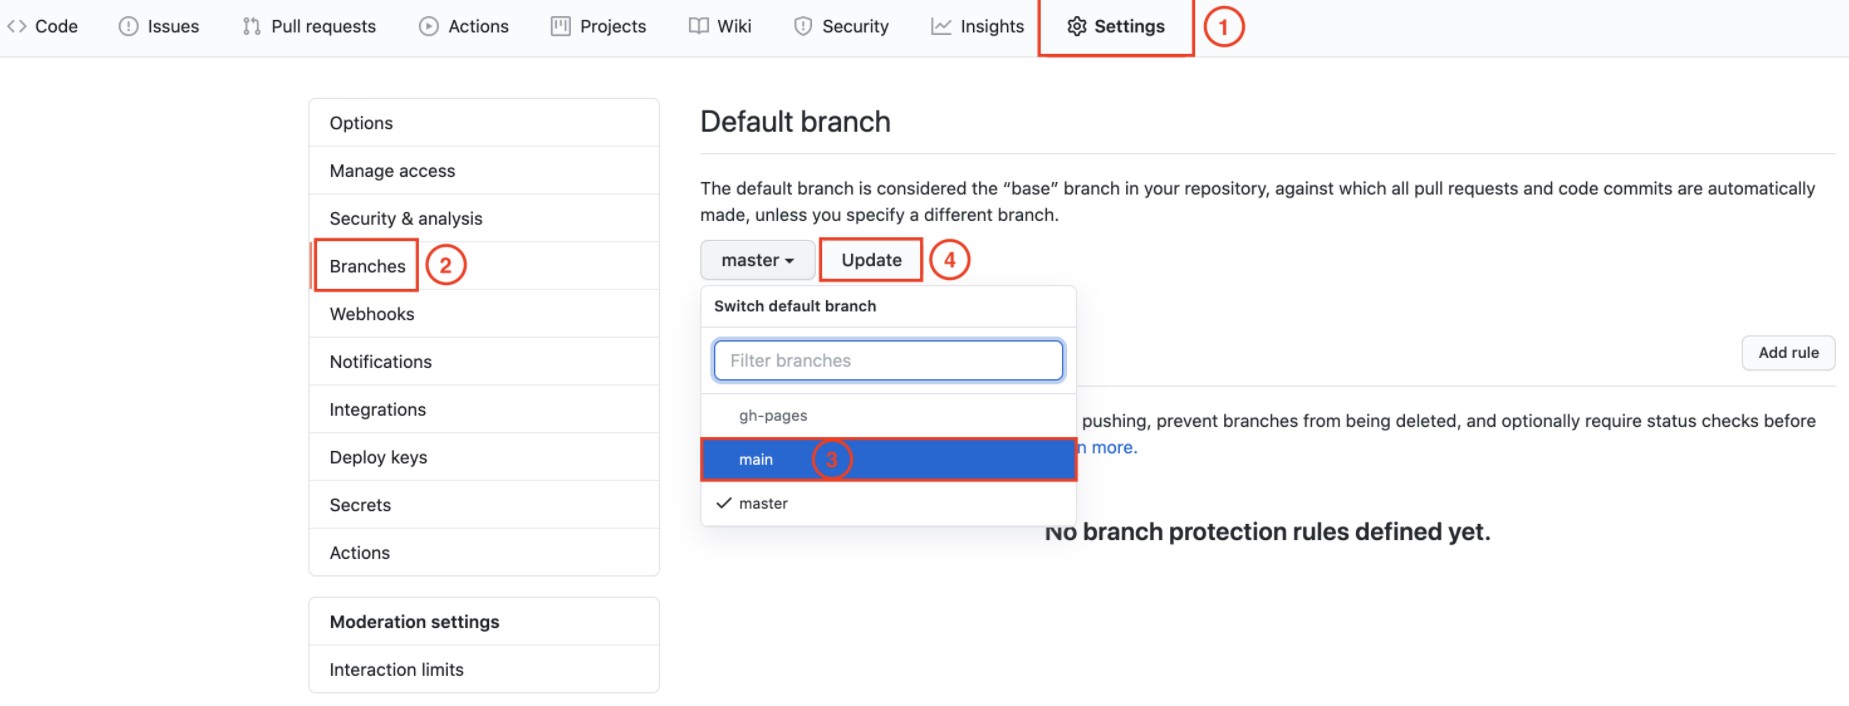 Code Issues Pull requests Actions Projects Wiki Security Insights Settings 1
Options
Manage access
Security & analysis
Branches 2
Webhooks
Notifications
Integrations
Deploy keys
Secrets
Actions
Moderation settings
Interaction limits
Default branch
The default branch is considered the “base” branch in your repository, against which all pull requests and code commits are automatically
made, unless you specify a different branch.
master Update 4
Switch default branch
Filter branches
gh-pages
main 3
master
Add rule
pushing, prevent branches from being deleted, and optionally require status checks before
n more.
No branch protection rules defined yet.